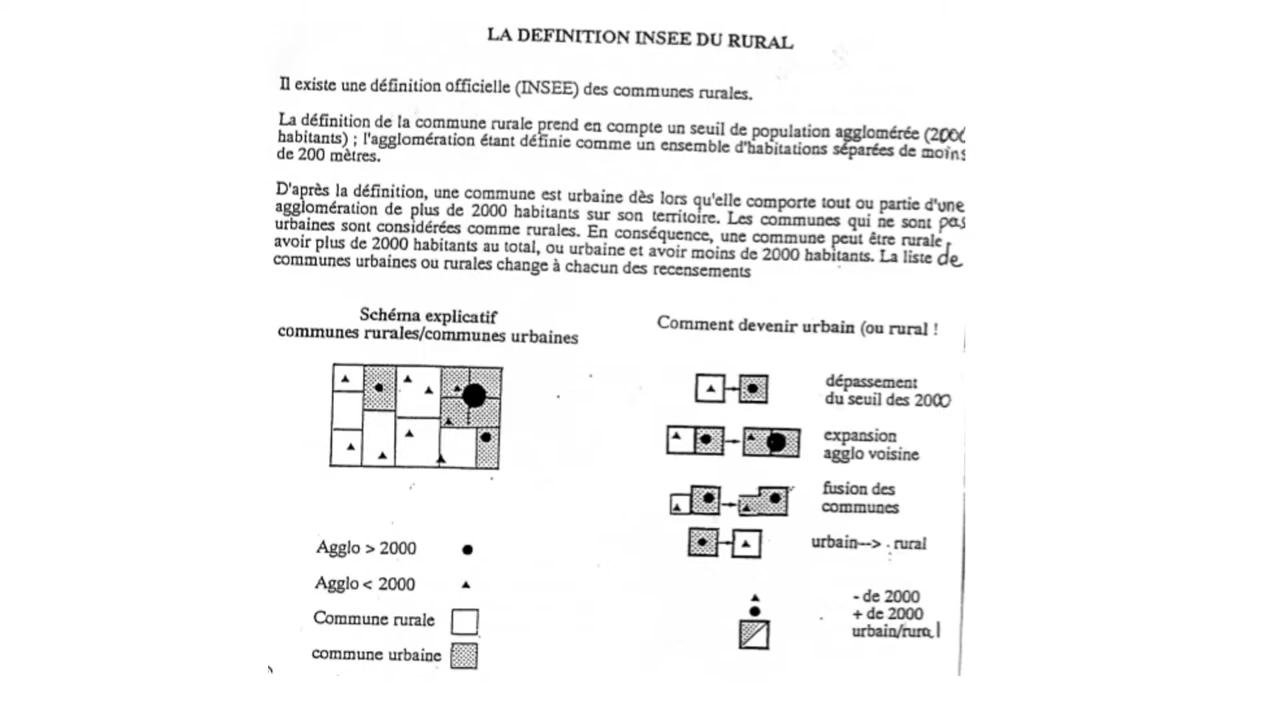 LA DEFINITION INSEE DU RURAL
Il existe une définition officielle (INSEE) des communes rurales.
La définition de la commune rurale prend en compte un seuil de population agglomérée (2000
habitants) ; l'agglomération étant définie comme un ensemble d'habitations séparées de moins
de 200 mètres.
D'après la définition, une commune est urbaine dès lors qu'elle comporte tout ou partie d'une
agglomération de plus de 2000 habitants sur son territoire. Les communes qui ne sont pas
urbaines sont considérées comme rurales. En conséquence, une commune peut être rurale
avoir plus de 2000 habitants au total, ou urbaine et avoir moins de 2000 habitants. La liste de
communes urbaines ou rurales change à chacun des recensements
Schéma explicatif
communes rurales/communes urbaines
Agglo > 2000
Agglo < 2000
Commune rurale
commune urbaine
Comment devenir urbain (ou rural !
dépassement
du seuil des 2000
expansion
agglo voisine
fusion des
communes
urbain--> rural
- de 2000
+ de 2000
urbain/rural